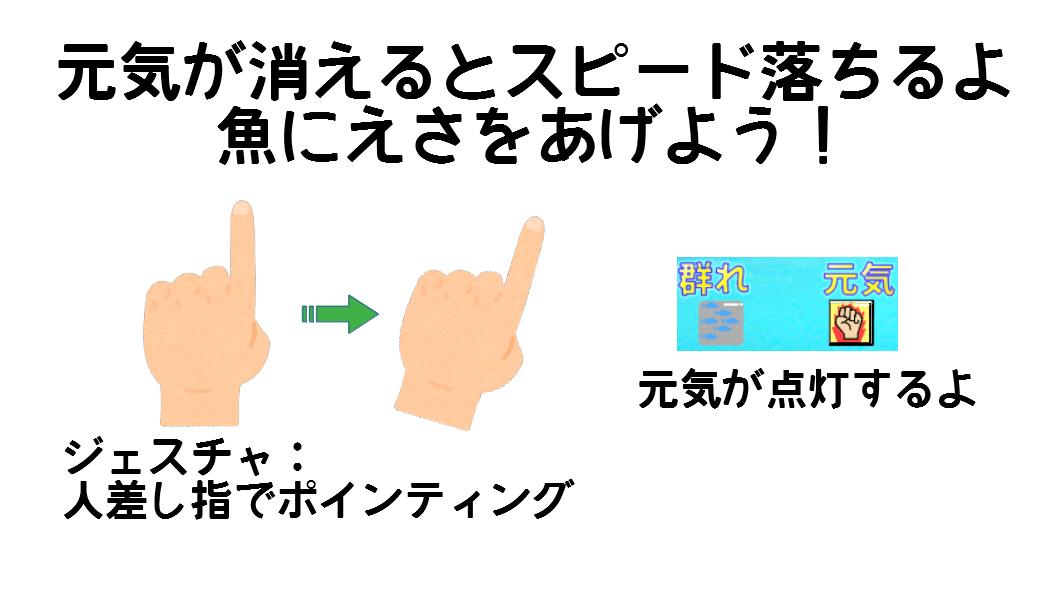 元気が消えるとスピード落ちるよ
魚にえさをあげよう！
群れ 元気
元気が点灯するよ
ジェスチャ：
人差し指でポインティング